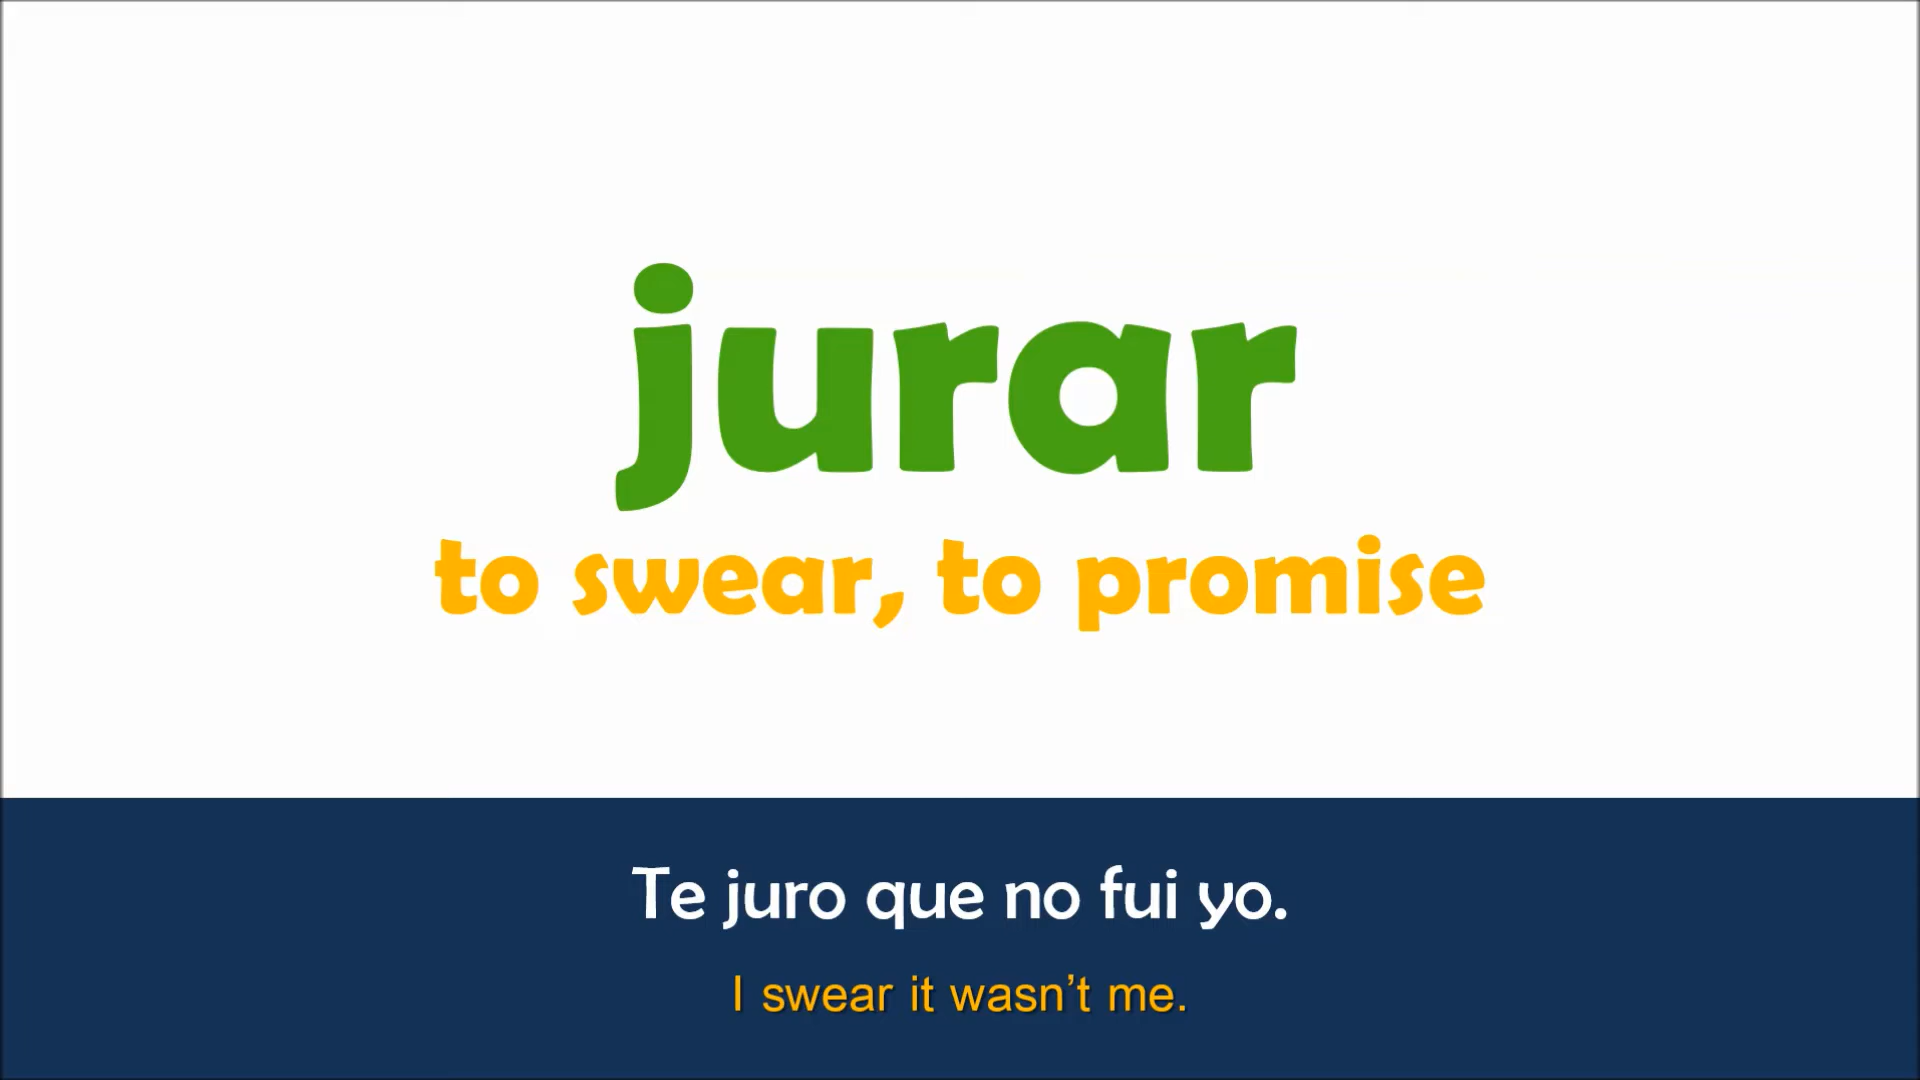 jurar
to swear, to promise
Te juro que no fui yo.
I swear it wasn’t me.